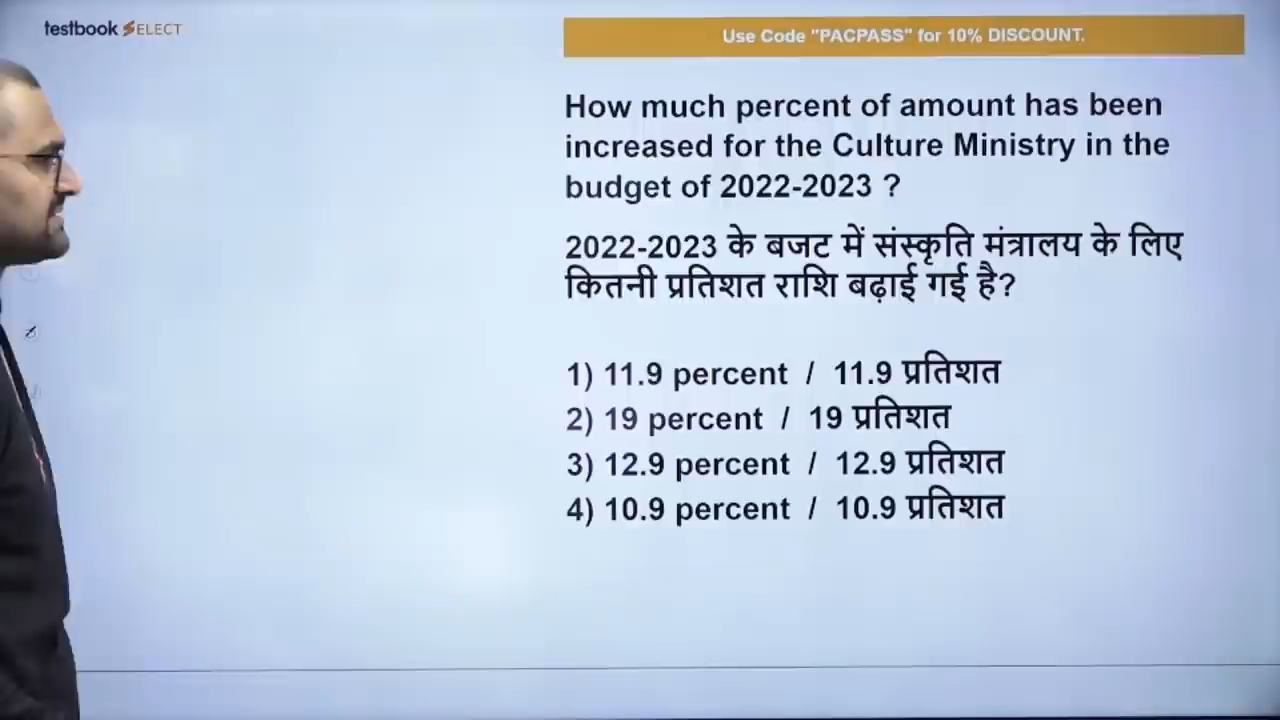 testbook SELECT
Use Code "PACPASS" for 10% DISCOUNT.
How much percent of amount has been
increased for the Culture Ministry in the
budget of 2022-2023 ?
2022-2023 के बजट में संस्कृति मंत्रालय के लिए
कितनी प्रतिशत राशि बढ़ाई गई है?
1) 11.9 percent / 11.9 प्रतिशत
2) 19 percent / 19 प्रतिशत
3) 12.9 percent / 12.9 प्रतिशत
4) 10.9 percent / 10.9 प्रतिशत